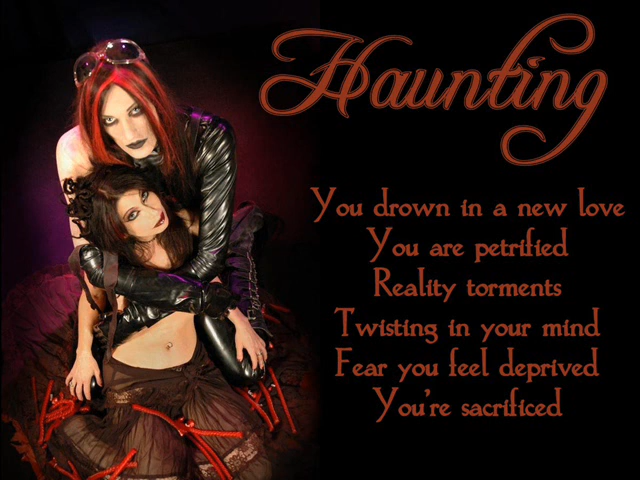 Haunting
You drown in a new love
You are petrified
Reality torments
Twisting in your mind
Fear you feel deprived
You're sacrificed